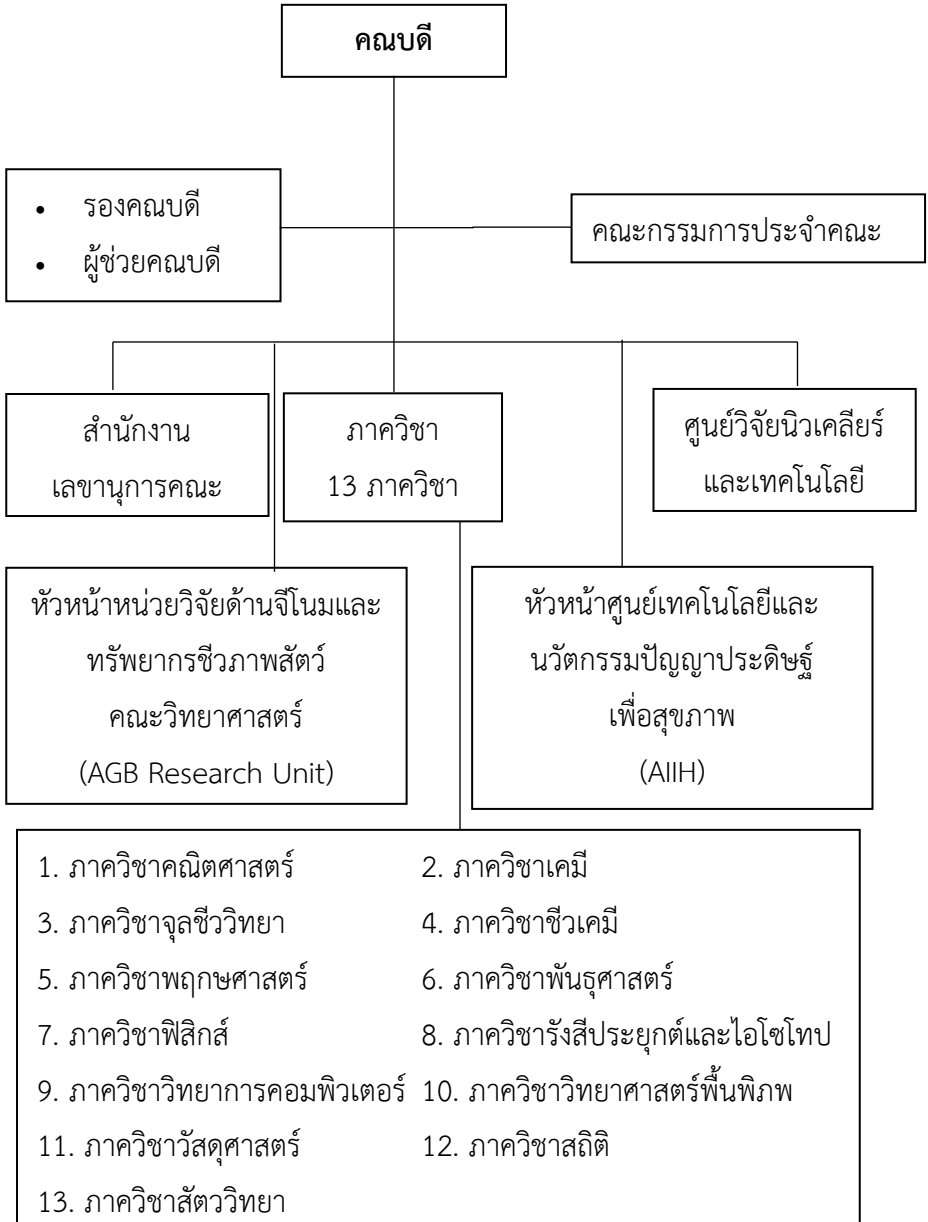 คณบดี
• รองคณบดี
• ผู้ช่วยคณบดี
คณะกรรมการประจำคณะ
สำนักงาน
เลขานุการคณะ
ภาควิชา
13 ภาควิชา
ศูนย์วิจัยนิวเคลียร์
และเทคโนโลยี
หัวหน้าหน่วยวิจัยด้านจีโนมและ
ทรัพยากรชีวภาพสัตว์
คณะวิทยาศาสตร์
(AGB Research Unit)
หัวหน้าศูนย์เทคโนโลยีและ
นวัตกรรมปัญญาประดิษฐ์
เพื่อสุขภาพ
(AIIH)
1. ภาควิชาคณิตศาสตร์ 2. ภาควิชาเคมี
3. ภาควิชาจุลชีววิทยา 4. ภาควิชาชีวเคมี
5. ภาควิชาพฤกษศาสตร์ 6. ภาควิชาพันธุศาสตร์
7. ภาควิชาฟิสิกส์ 8. ภาควิชารังสีประยุกต์และไอโซโทป
9. ภาควิชาวิทยาการคอมพิวเตอร์ 10. ภาควิชาวิทยาศาสตร์พื้นพิภพ
11. ภาควิชาวัสดุศาสตร์ 12. ภาควิชาสถิติ
13. ภาควิชาสัตววิทยา